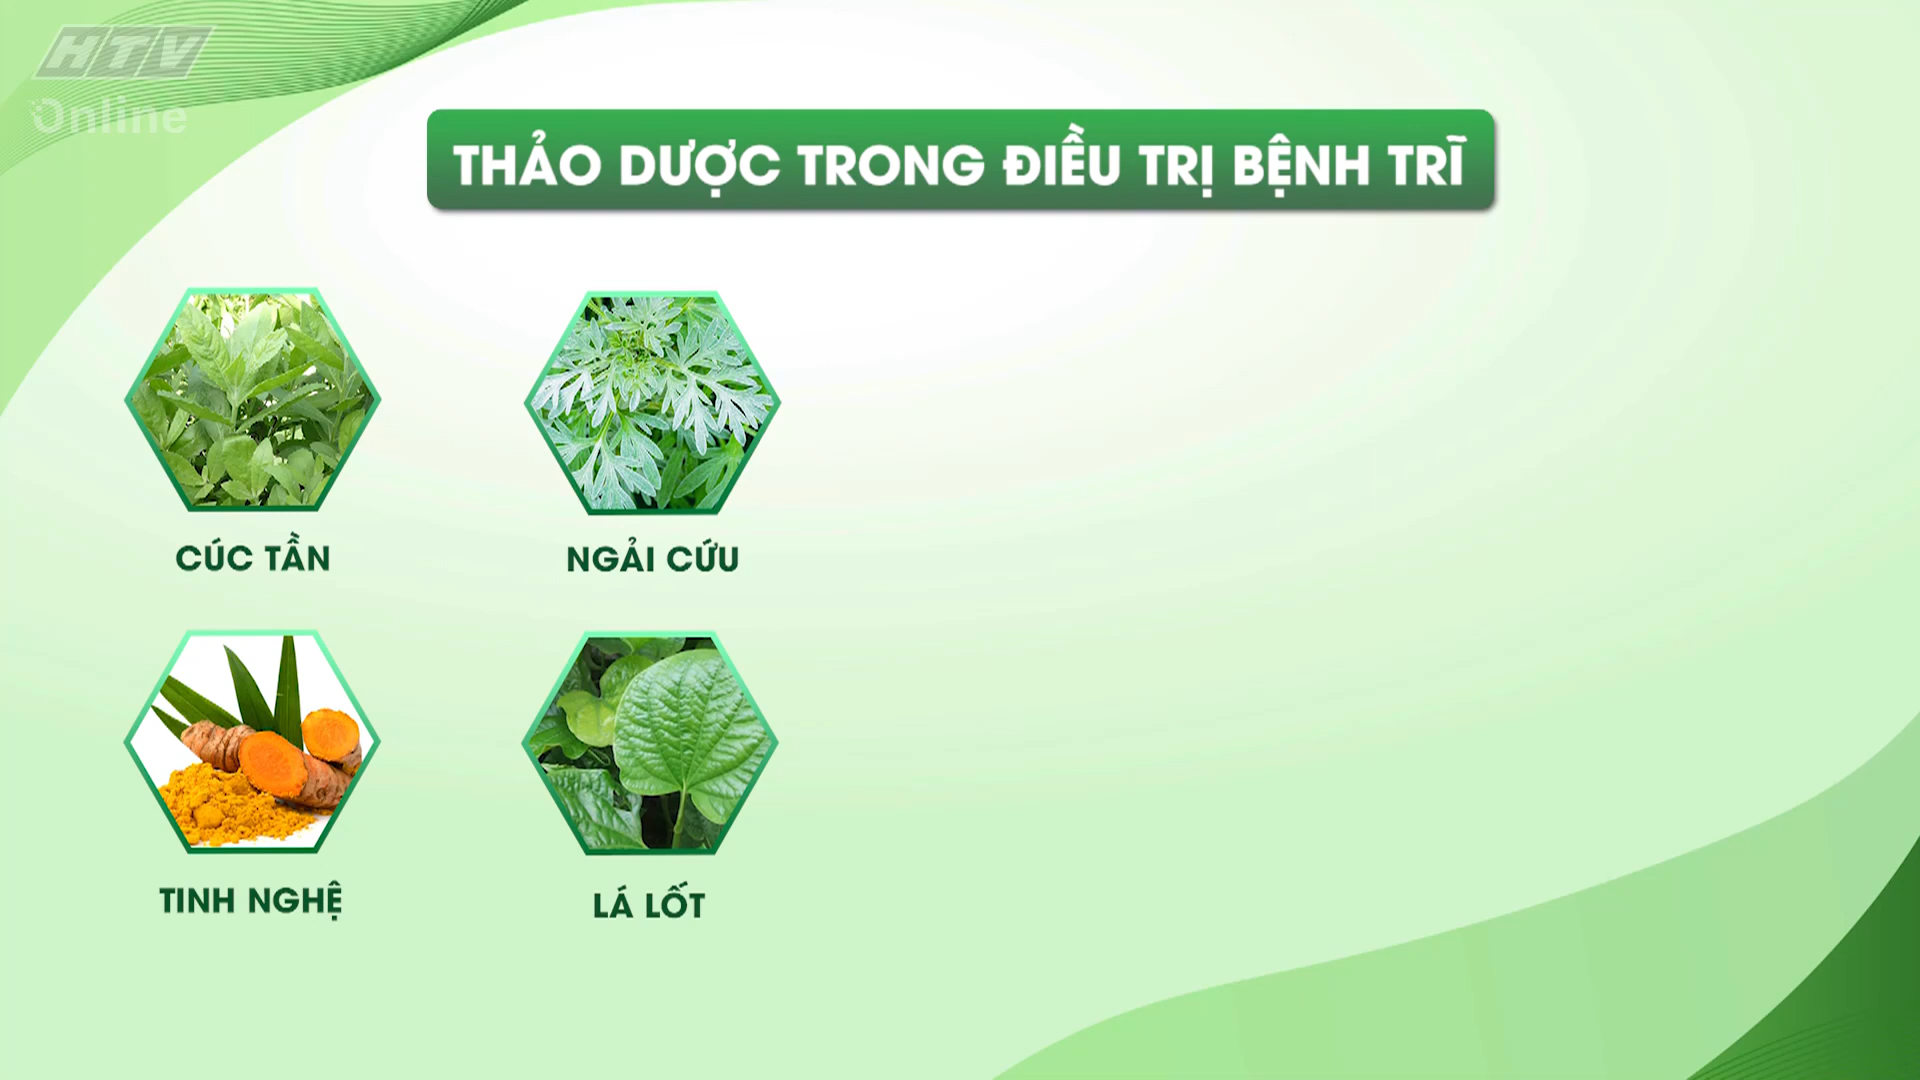 HTV
Online
THẢO DƯỢC TRONG ĐIỀU TRỊ BỆNH TRĨ
CÚC TẦN
NGẢI CỨU
TINH NGHỆ
LÁ LỐT